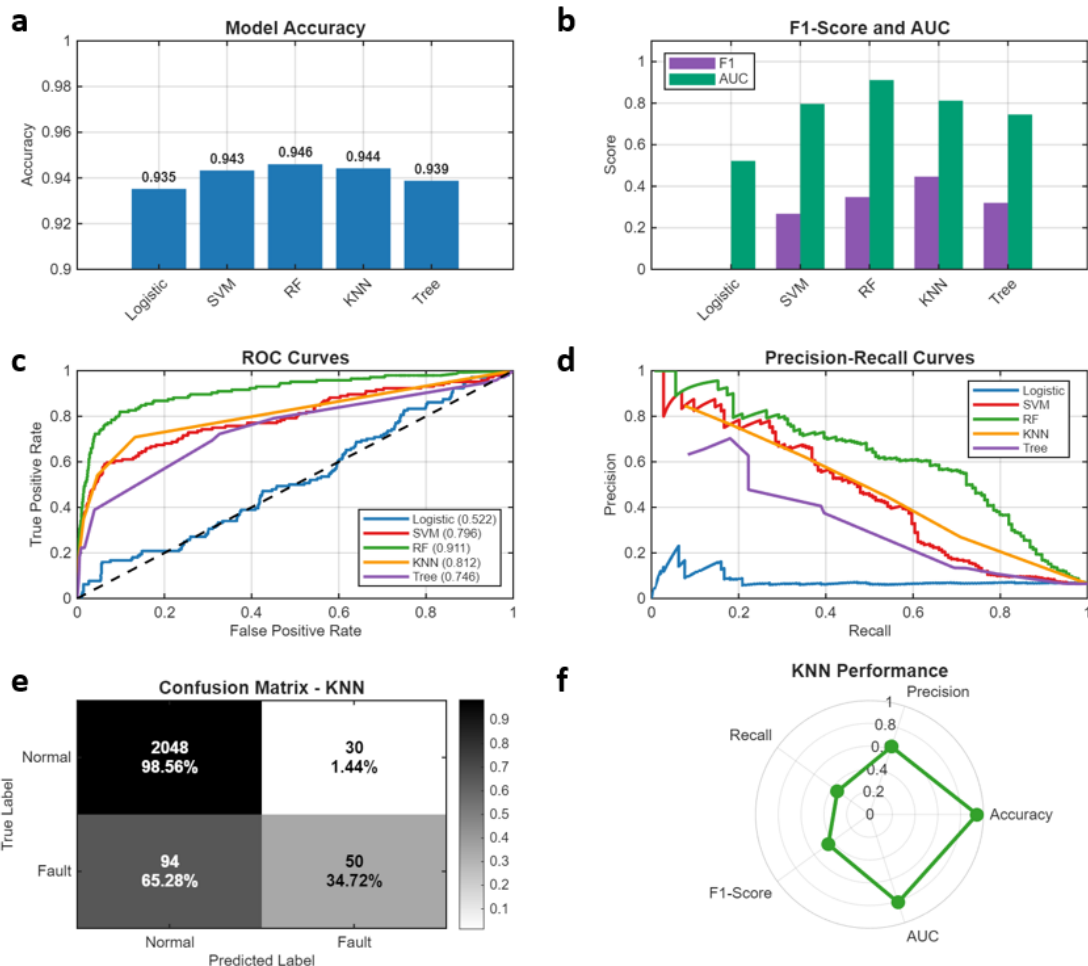 a
Model Accuracy
1
0.98
0.96
0.94
0.92
0.9
Accuracy
0.935
0.943
0.946
0.944
0.939
Logistic
SVM
RF
KNN
Tree
b
F1-Score and AUC
1
0.8
0.6
0.4
0.2
0
Score
F1
AUC
Logistic
SVM
RF
KNN
Tree
c
ROC Curves
1
0.8
0.6
0.4
0.2
0
True Positive Rate
Logistic (0.522)
SVM (0.796)
RF (0.911)
KNN (0.812)
Tree (0.746)
0 0.2 0.4 0.6 0.8 1
False Positive Rate
d
Precision-Recall Curves
1
0.8
0.6
0.4
0.2
0
Precision
Logistic
SVM
RF
KNN
Tree
0 0.2 0.4 0.6 0.8 1
Recall
e
Confusion Matrix - KNN
True Label
Normal
2048
98.56%
30
1.44%
Fault
94
65.28%
50
34.72%
Normal Fault
Predicted Label
0.9
0.8
0.7
0.6
0.5
0.4
0.3
0.2
0.1
f
KNN Performance
Precision
Recall
Accuracy
F1-Score
AUC
1
0.8
0.6
0.4
0.2
0